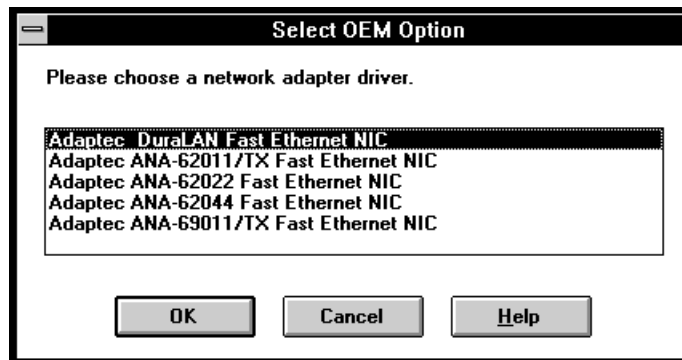 Select OEM Option
Please choose a network adapter driver.
Adaptec  DuraLAN Fast Ethernet NIC
Adaptec ANA-62011/TX Fast Ethernet NIC
Adaptec ANA-62022 Fast Ethernet NIC
Adaptec ANA-62044 Fast Ethernet NIC
Adaptec ANA-69011/TX Fast Ethernet NIC
OK Cancel Help